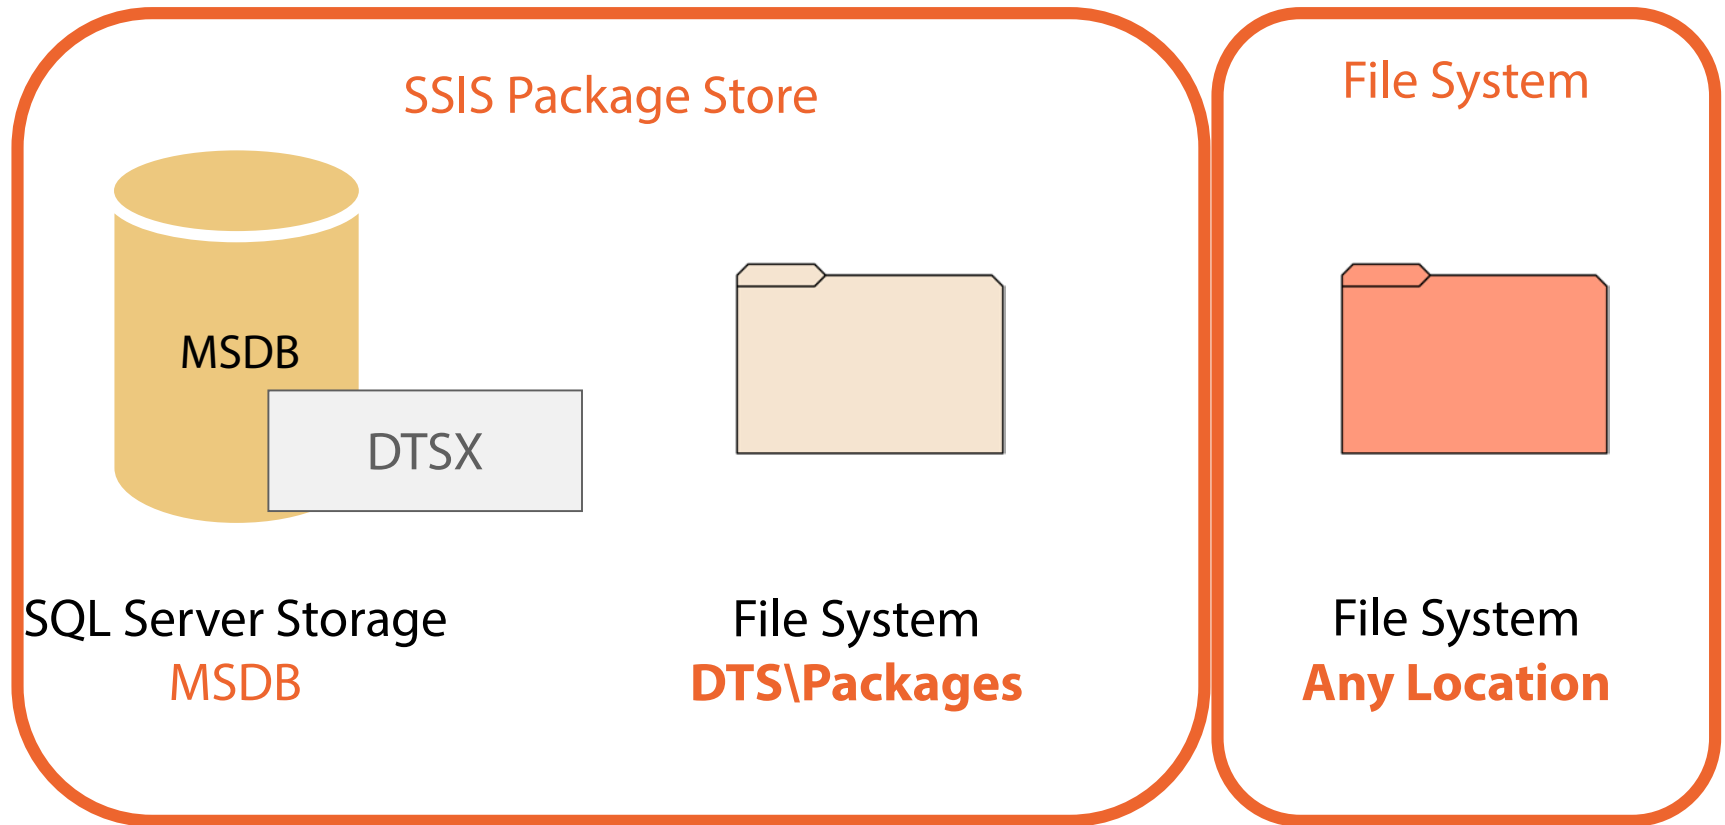 SSIS Package Store
File System
MSDB
DTSX
SQL Server Storage
MSDB
File System
DTS\Packages
File System
Any Location